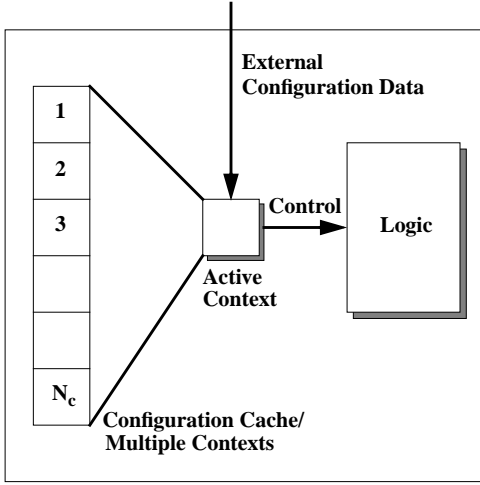 External
Configuration Data
1
2
3
N_c
Control
Logic
Active
Context
Configuration Cache/
Multiple Contexts